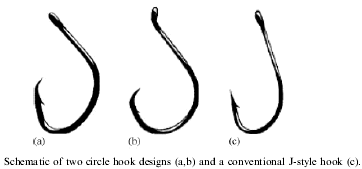 (a) (b) (c)
Schematic of two circle hook designs (a,b) and a conventional J-style hook (c).